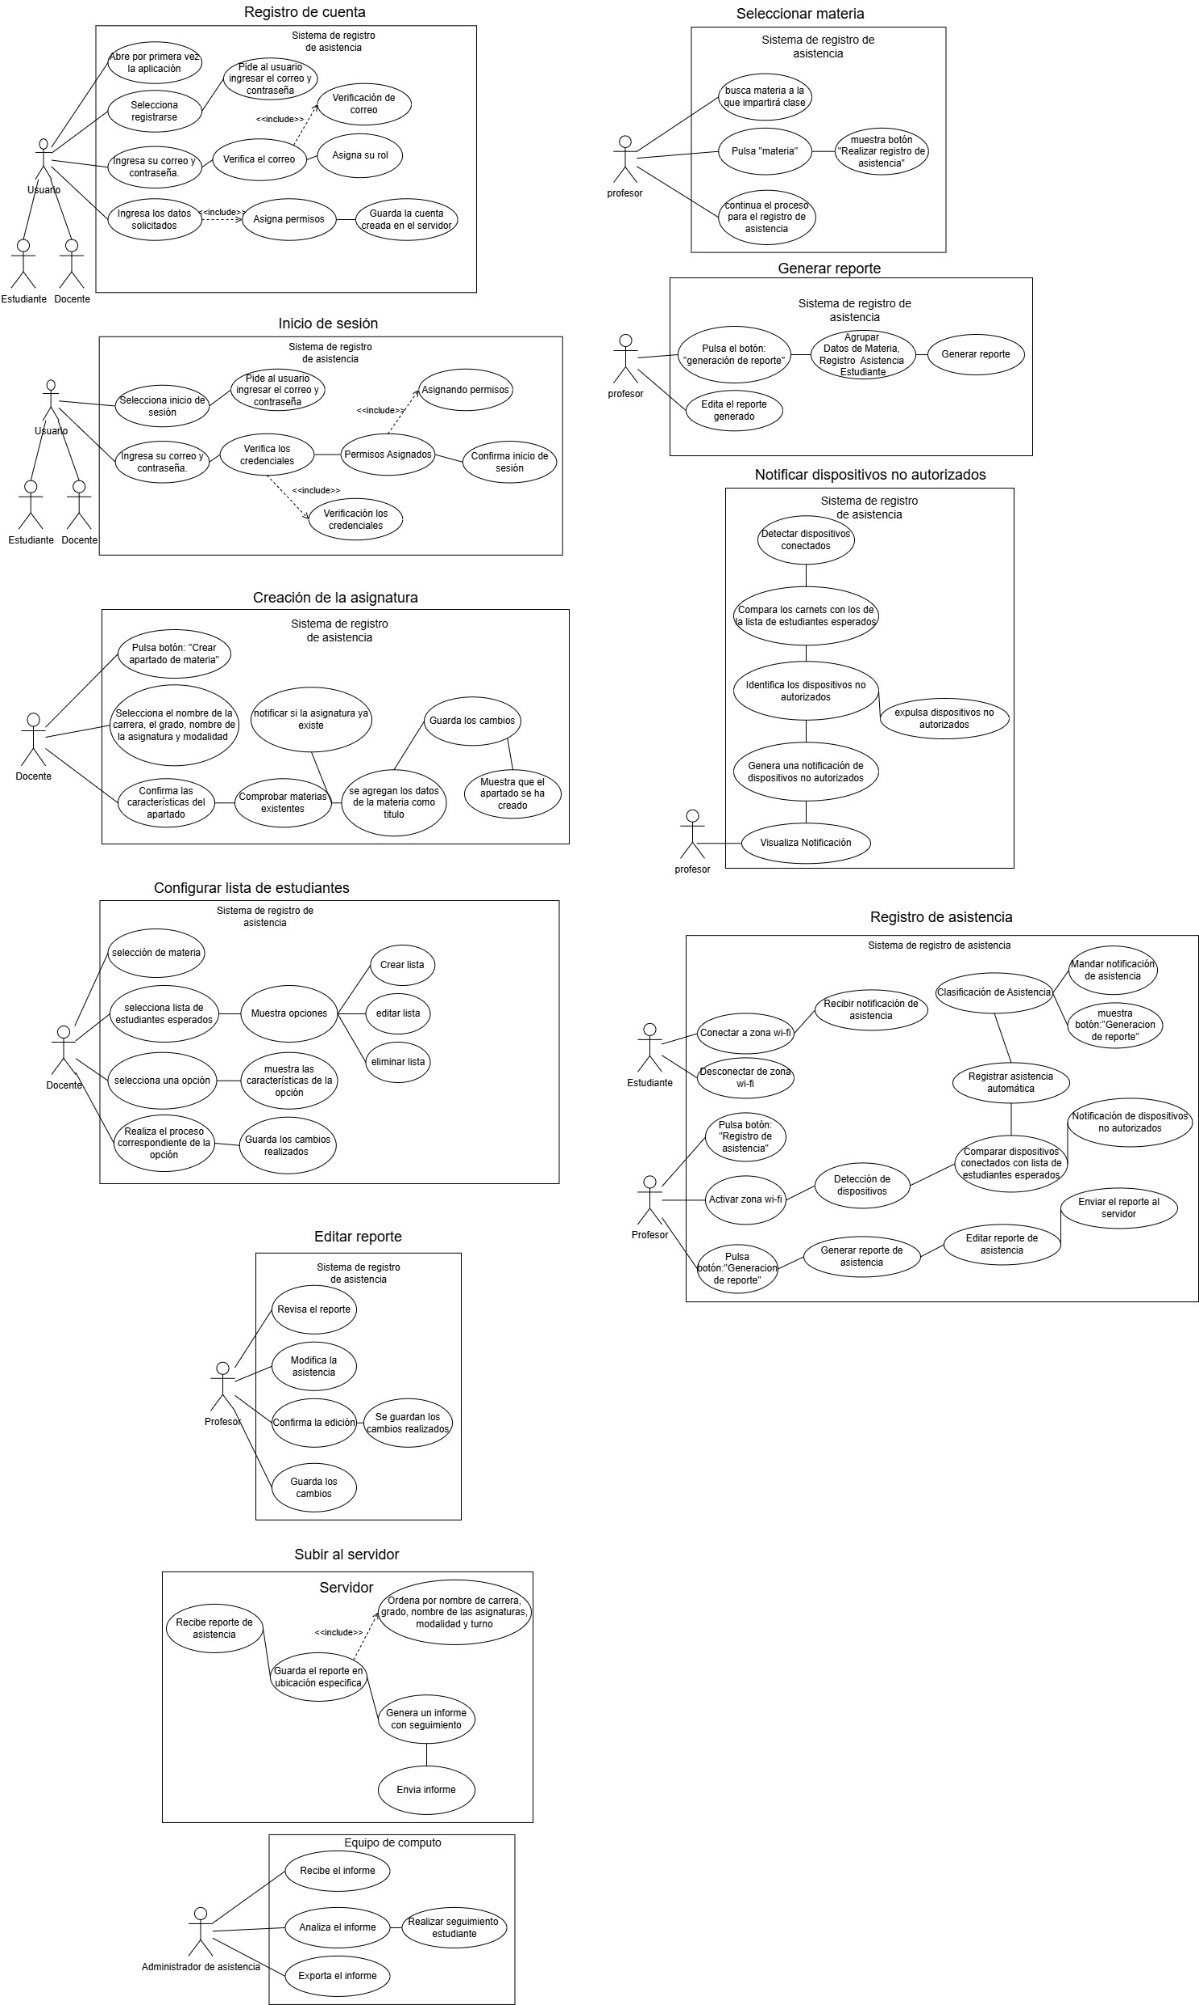 Registro de cuenta
Sistema de registro
de asistencia
Abre por primera vez
la aplicación
Pide al usuario
ingresar el correo y
contraseña
Selecciona
registrarse
Verificación de
correo
<<include>>
Ingresa su correo y
contraseña.
Verifica el correo
Asigna su rol
Usuario
Ingresa los datos
solicitados
<<include>>
Asigna permisos
Guarda la cuenta
creada en el servidor
Estudiante
Docente
Inicio de sesión
Sistema de registro
de asistencia
Selecciona inicio de
sesión
Pide al usuario
ingresar el correo y
contraseña
Asignando permisos
<<include>>
Usuario
Ingresa su correo y
contraseña.
Verifica los
credenciales
Permisos Asignados
Confirma inicio de
sesión
<<include>>
Verificación los
credenciales
Estudiante
Docente
Creación de la asignatura
Sistema de registro
de asistencia
Pulsa botón: "Crear
apartado de materia"
Selecciona el nombre de la
carrera, el grado, nombre de
la asignatura y modalidad
notificar si la asignatura ya
existe
Guarda los cambios
Docente
Confirma las
características del
apartado
Comprobar materias
existentes
se agregan los datos
de la materia como
titulo
Muestra que el
apartado se ha
creado
Configurar lista de estudiantes
Sistema de registro de
asistencia
selección de materia
Crear lista
selecciona lista de
estudiantes esperados
Muestra opciones
editar lista
eliminar lista
Docente
selecciona una opción
muestra las
características de la
opción
Realiza el proceso
correspondiente de la
opción
Guarda los cambios
realizados
Editar reporte
Sistema de registro
de asistencia
Revisa el reporte
Modifica la
asistencia
Profesor
Confirma la edición
Se guardan los
cambios realizados
Guarda los
cambios
Subir al servidor
Servidor
Recibe reporte de
asistencia
Ordena por nombre de carrera,
grado, nombre de las asignaturas,
modalidad y turno
<<include>>
Guarda el reporte en
ubicación específica
Genera un informe
con seguimiento
Envia informe
Equipo de computo
Recibe el informe
Analiza el informe
Realizar seguimiento
estudiante
Administrador de asistencia
Exporta el informe
Seleccionar materia
Sistema de registro de
asistencia
busca materia a la
que impartirá clase
Pulsa "materia"
muestra botón
"Realizar registro de
asistencia"
profesor
continua el proceso
para el registro de
asistencia
Generar reporte
Sistema de registro de
asistencia
Pulsa el botón:
"generación de reporte"
Agrupar
Datos de Materia,
Registro Asistencia
Estudiante
Generar reporte
profesor
Edita el reporte
generado
Notificar dispositivos no autorizados
Sistema de registro
de asistencia
Detectar dispositivos
conectados
Compara los carnets con los de
la lista de estudiantes esperados
Identifica los dispositivos no
autorizados
expulsa dispositivos no
autorizados
Genera una notificación de
dispositivos no autorizados
Visualiza Notificación
profesor
Registro de asistencia
Sistema de registro de asistencia
Mandar notificación
de asistencia
Clasificación de Asistencia
Recibir notificación de
asistencia
muestra
botón:"Generacion
de reporte"
Conectar a zona wi-fi
Estudiante
Desconectar de zona
wi-fi
Registrar asistencia
automática
Pulsa botón:
"Registro de
asistencia"
Notificación de dispositivos
no autorizados
Comparar dispositivos
conectados con lista de
estudiantes esperados
Detección de
dispositivos
Activar zona wi-fi
Profesor
Enviar el reporte al
servidor
Editar reporte de
asistencia
Generar reporte de
asistencia
Pulsa
botón:"Generacion
de reporte"